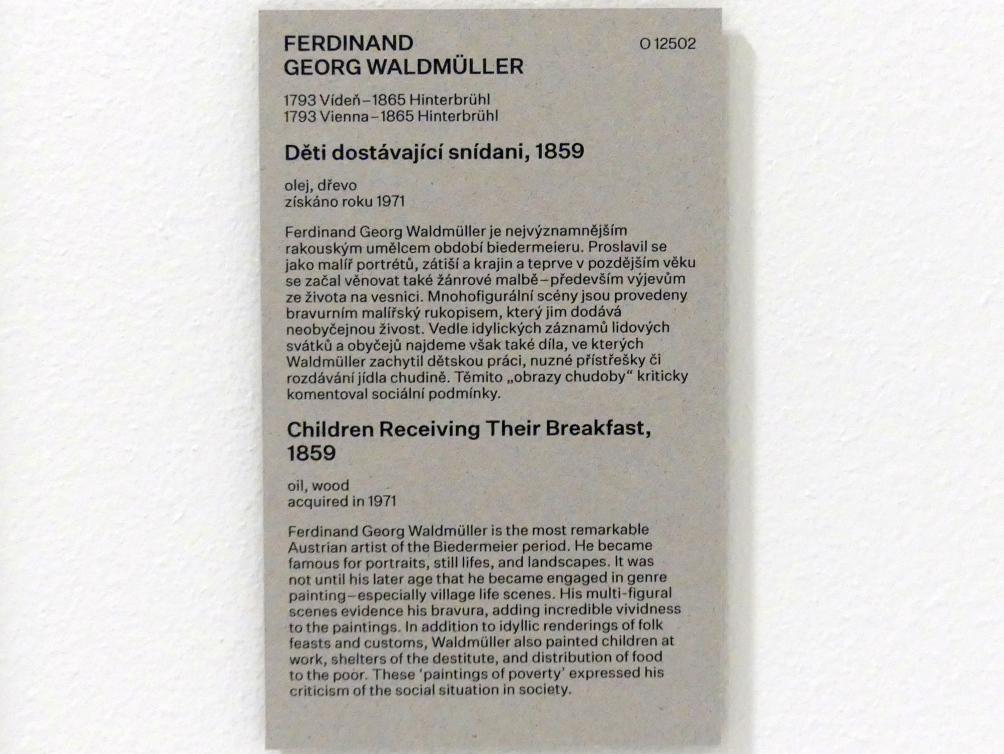 FERDINAND
GEORG WALDMÜLLER
O 12502
1793 Vídeň–1865 Hinterbrühl
1793 Vienna–1865 Hinterbrühl
Děti dostávající snídani, 1859
olej, dřevo
získáno roku 1971
Ferdinand Georg Waldmüller je nejvýznamnějším
rakouským umělcem období biedermeieru. Proslavil se
jako malíř portrétů, zátiší a krajin a teprve v pozdějším věku
se začal věnovat také žánrové malbě–především výjevům
ze života na vesnici. Mnohofigurální scény jsou provedeny
bravurním malířský rukopisem, který jim dodává
neobyčejnou živost. Vedle idylických záznamů lidových
svátků a obyčejů najdeme však také díla, ve kterých
Waldmüller zachytil dětskou práci, nuzné přístřešky či
rozdávání jídla chudině. Těmito „obrazy chudoby“ kriticky
komentoval sociální podmínky.
Children Receiving Their Breakfast,
1859
oil, wood
acquired in 1971
Ferdinand Georg Waldmüller is the most remarkable
Austrian artist of the Biedermeier period. He became
famous for portraits, still lifes, and landscapes. It was
not until his later age that he became engaged in genre
painting–especially village life scenes. His multi-figural
scenes evidence his bravura, adding incredible vividness
to the paintings. In addition to idyllic renderings of folk
feasts and customs, Waldmüller also painted children at
work, shelters of the destitute, and distribution of food
to the poor. These ‘paintings of poverty’ expressed his
criticism of the social situation in society.